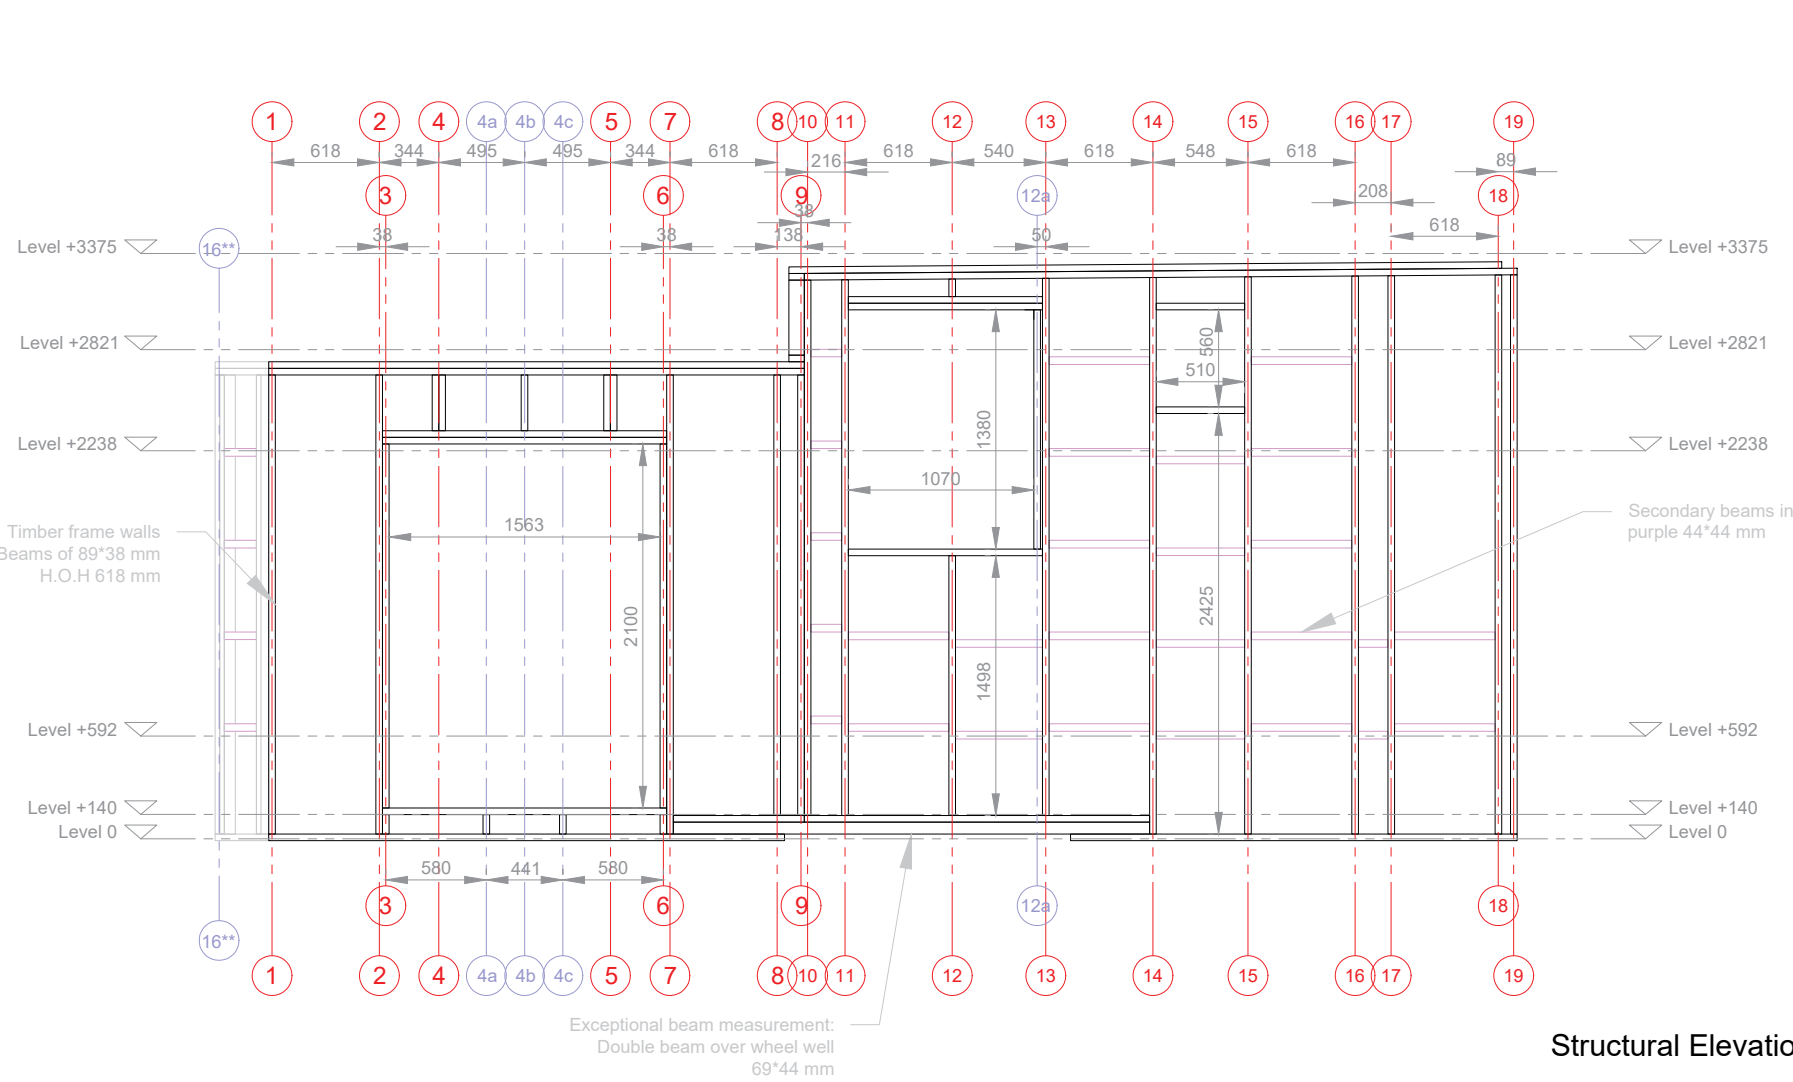 1 2 4 4a 4b 4c 5 7 8 10 11 12 13 14 15 16 17 19
618 344 495 495 344 618 618 540 618 548 618
216 89
3 6 9 12a 18
208
38
38 38 138 50 618
Level +3375 16** Level +3375
Level +2821 Level +2821
560
510
Level +2238 1380 Level +2238
1070
Timber frame walls
Beams of 89*38 mm
H.O.H 618 mm
1563
Secondary beams in
purple 44*44 mm
2100 2425
1498
Level +592 Level +592
Level +140 Level +140
Level 0 Level 0
580 441 580
3 6 9 12a 18
16**
1 2 4 4a 4b 4c 5 7 8 10 11 12 13 14 15 16 17 19
Exceptional beam measurement:
Double beam over wheel well
69*44 mm
Structural Elevatio